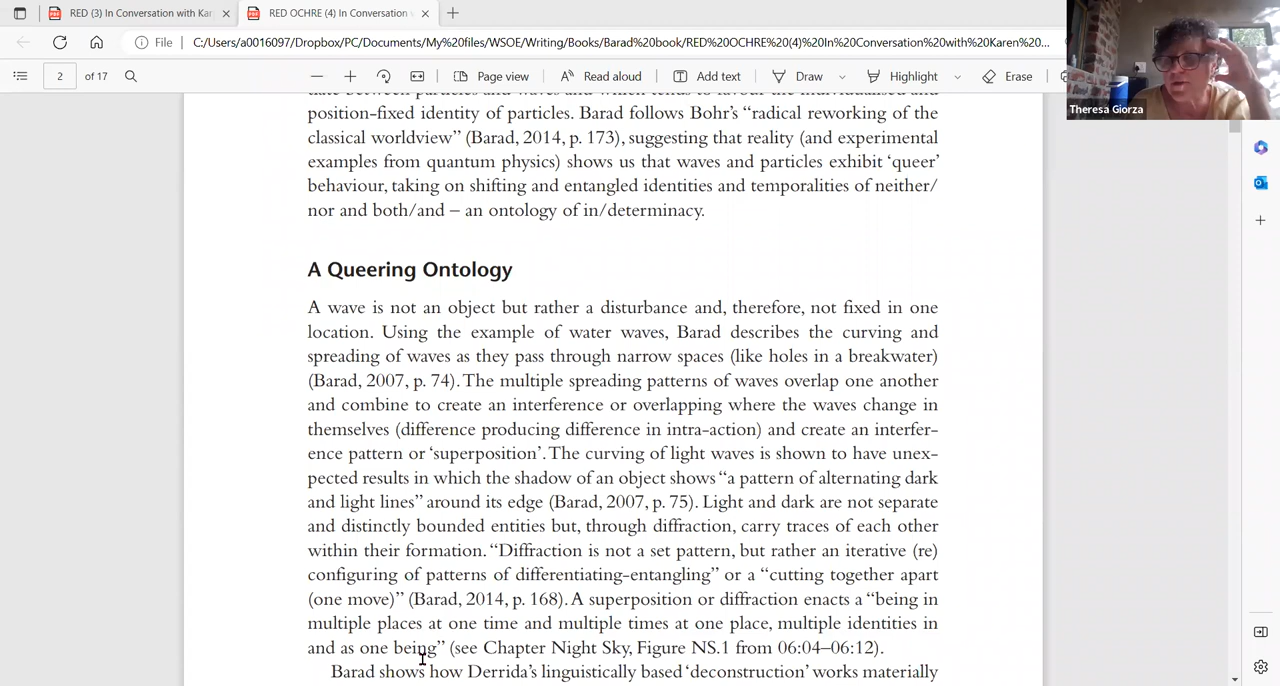 RED (3) In Conversation with Kar
RED OCHRE (4) In Conversation
File
C:/Users/a0016097/Dropbox/PC/Documents/My%20files/WSOE/Writing/Books/Barad%20book/RED%20OCHRE%20(4)%20In%20Conversation%20with%20Karen%20...
2 of 17
Page view
Read aloud
Add text
Draw
Highlight
Erase
Theresa Giorza
position-fixed identity of particles. Barad follows Bohr's “radical reworking of the
classical worldview” (Barad, 2014, p. 173), suggesting that reality (and experimental
examples from quantum physics) shows us that waves and particles exhibit ‘queer’
behaviour, taking on shifting and entangled identities and temporalities of neither/
nor and both/and – an ontology of in/determinacy.
A Queering Ontology
A wave is not an object but rather a disturbance and, therefore, not fixed in one
location. Using the example of water waves, Barad describes the curving and
spreading of waves as they pass through narrow spaces (like holes in a breakwater)
(Barad, 2007, p. 74). The multiple spreading patterns of waves overlap one another
and combine to create an interference or overlapping where the waves change in
themselves (difference producing difference in intra-action) and create an interfer-
ence pattern or ‘superposition’. The curving of light waves is shown to have unex-
pected results in which the shadow of an object shows “a pattern of alternating dark
and light lines” around its edge (Barad, 2007, p. 75). Light and dark are not separate
and distinctly bounded entities but, through diffraction, carry traces of each other
within their formation. “Diffraction is not a set pattern, but rather an iterative (re)
configuring of patterns of differentiating-entangling” or a “cutting together apart
(one move)” (Barad, 2014, p. 168). A superposition or diffraction enacts a “being in
multiple places at one time and multiple times at one place, multiple identities in
and as one being” (see Chapter Night Sky, Figure NS.1 from 06:04–06:12).
Barad shows how Derrida's linguistically based ‘deconstruction’ works materially